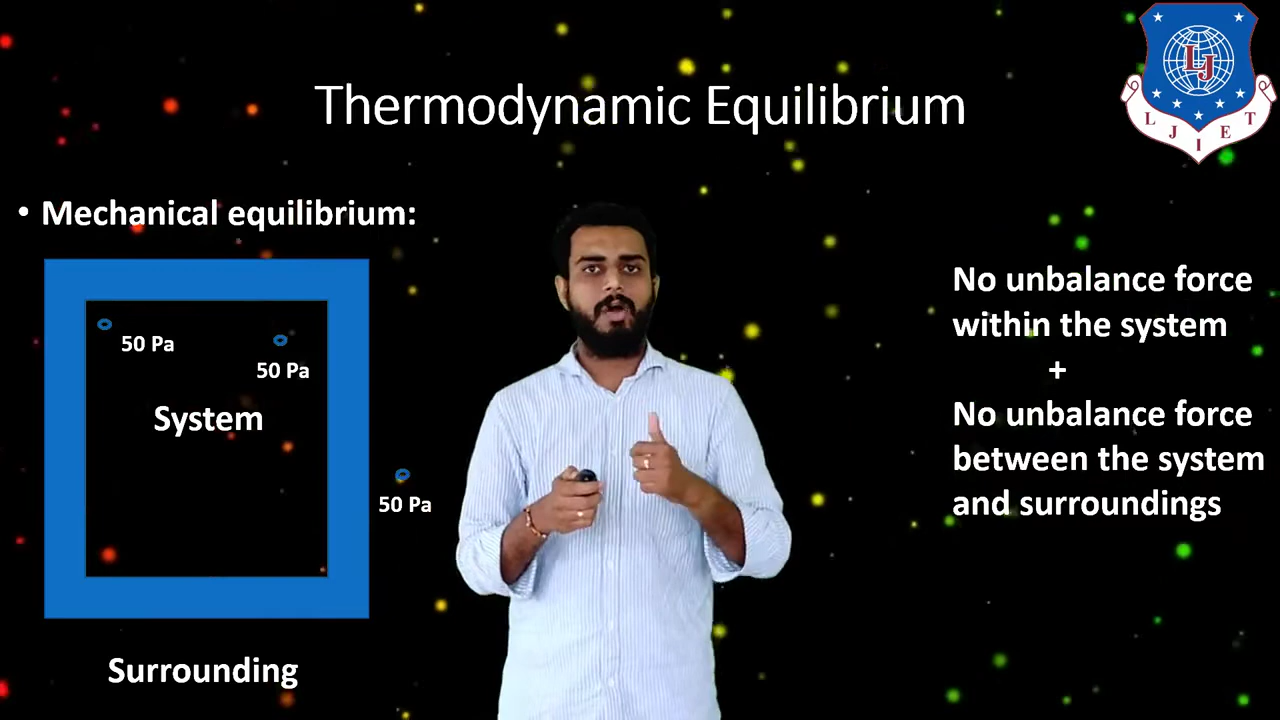 Thermodynamic Equilibrium
LJ
L J I E T
• Mechanical equilibrium:
50 Pa
50 Pa
System
50 Pa
Surrounding
No unbalance force
within the system
+
No unbalance force
between the system
and surroundings